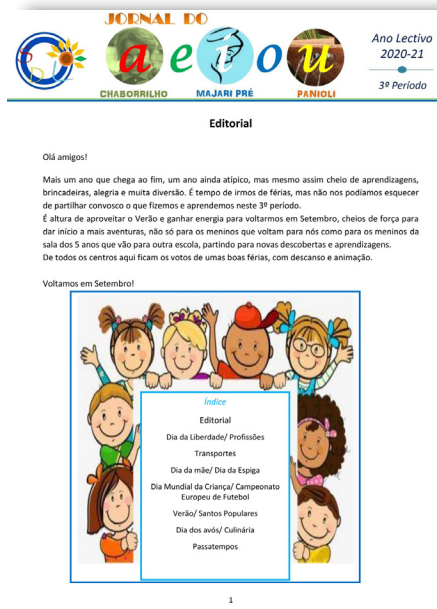 JORNAL DO
a e i o u
CHABORRILHO
MAJARI PRÉ
PANIOLI
Ano Lectivo
2020-21
3º Período
Editorial
Olá amigos!
Mais um ano que chega ao fim, um ano ainda atípico, mas mesmo assim cheio de aprendizagens,
brincadeiras, alegria e muita diversão. É tempo de irmos de férias, mas não nos podíamos esquecer
de partilhar convosco o que fizemos e aprendemos neste 3º período.
É altura de aproveitar o Verão e ganhar energia para voltarmos em Setembro, cheios de força para
dar início a mais aventuras, não só para os meninos que voltam para nós como para os meninos da
sala dos 5 anos que vão para outra escola, partindo para novas descobertas e aprendizagens.
De todos os centros aqui ficam os votos de umas boas férias, com descanso e animação.
Voltamos em Setembro!
Índice
Editorial
Dia da Liberdade/ Profissões
Transportes
Dia da mãe/ Dia da Espiga
Dia Mundial da Criança/ Campeonato
Europeu de Futebol
Verão/ Santos Populares
Dia dos avós/ Culinária
Passatempos
1